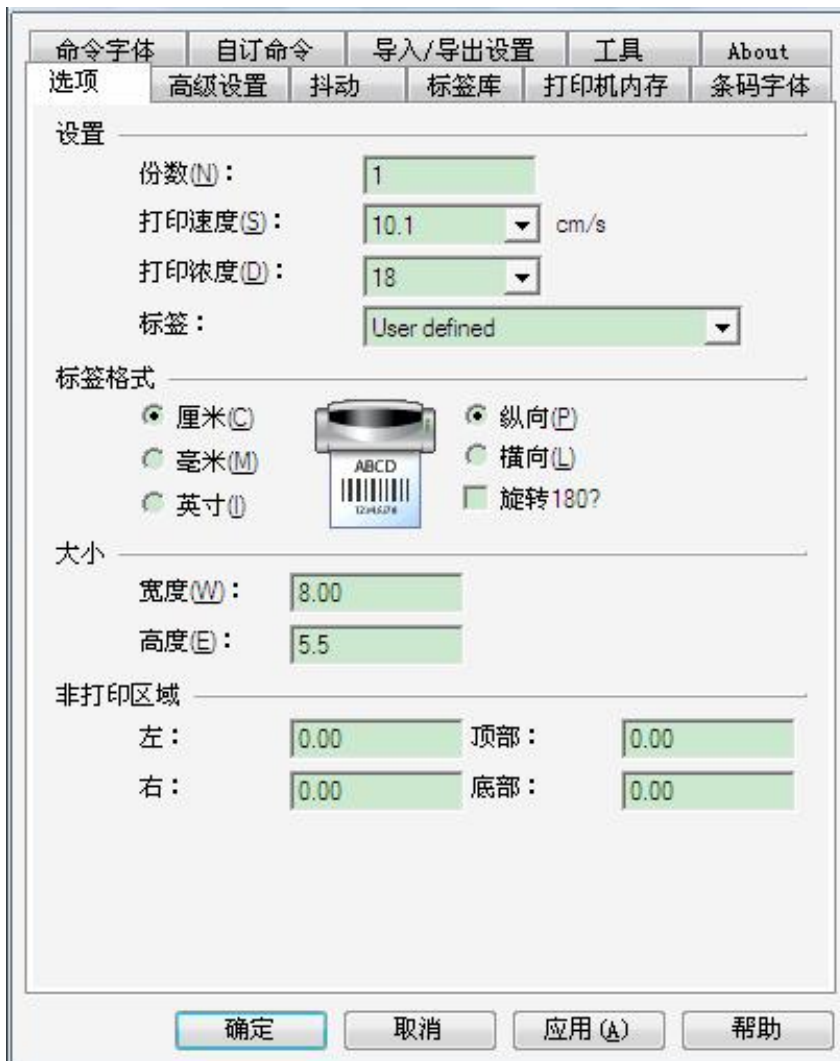 命令字体 自订命令 导入/导出设置 工具 About
选项 高级设置 抖动 标签库 打印机内存 条码字体
设置
份数(N)： 1
打印速度(S)： 10.1 cm/s
打印浓度(D)： 18
标签： User defined
标签格式
厘米(C) 纵向(P)
毫米(M) ABCD 横向(L)
英寸(I) 12345678 旋转180?
大小
宽度(W)： 8.00
高度(E)： 5.5
非打印区域
左： 0.00 顶部： 0.00
右： 0.00 底部： 0.00
确定 取消 应用(A) 帮助